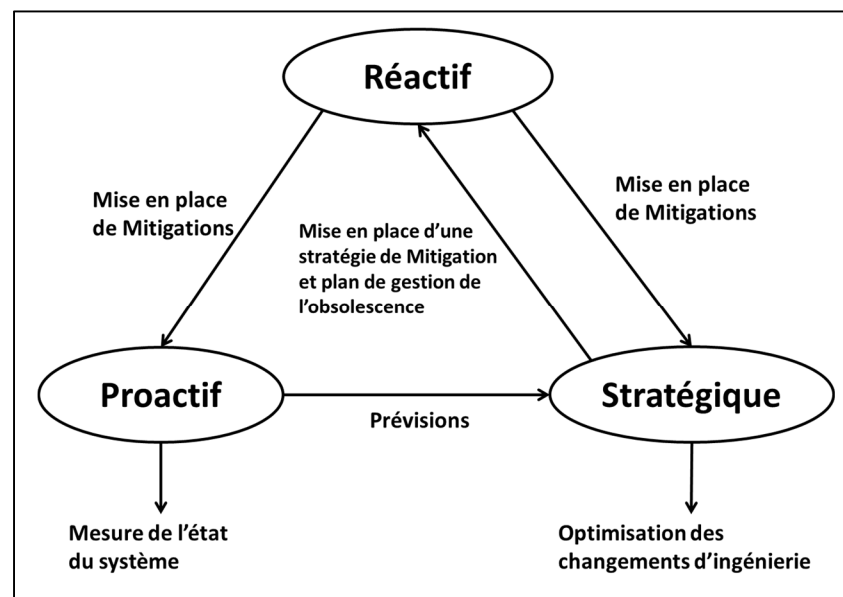 Réactif
Mise en place
de Mitigations
Mise en place d’une
stratégie de Mitigation
et plan de gestion de
l’obsolescence
Mise en place
de Mitigations
Proactif
Prévisions
Stratégique
Mesure de l’état
du système
Optimisation des
changements d’ingénierie